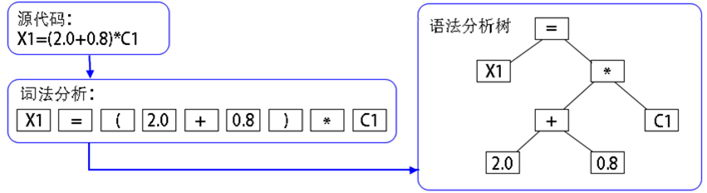 源代码：
X1=(2.0+0.8)*C1
词法分析：
X1 = ( 2.0 + 0.8 ) * C1
语法分析树
=
X1 *
+ C1
2.0 0.8